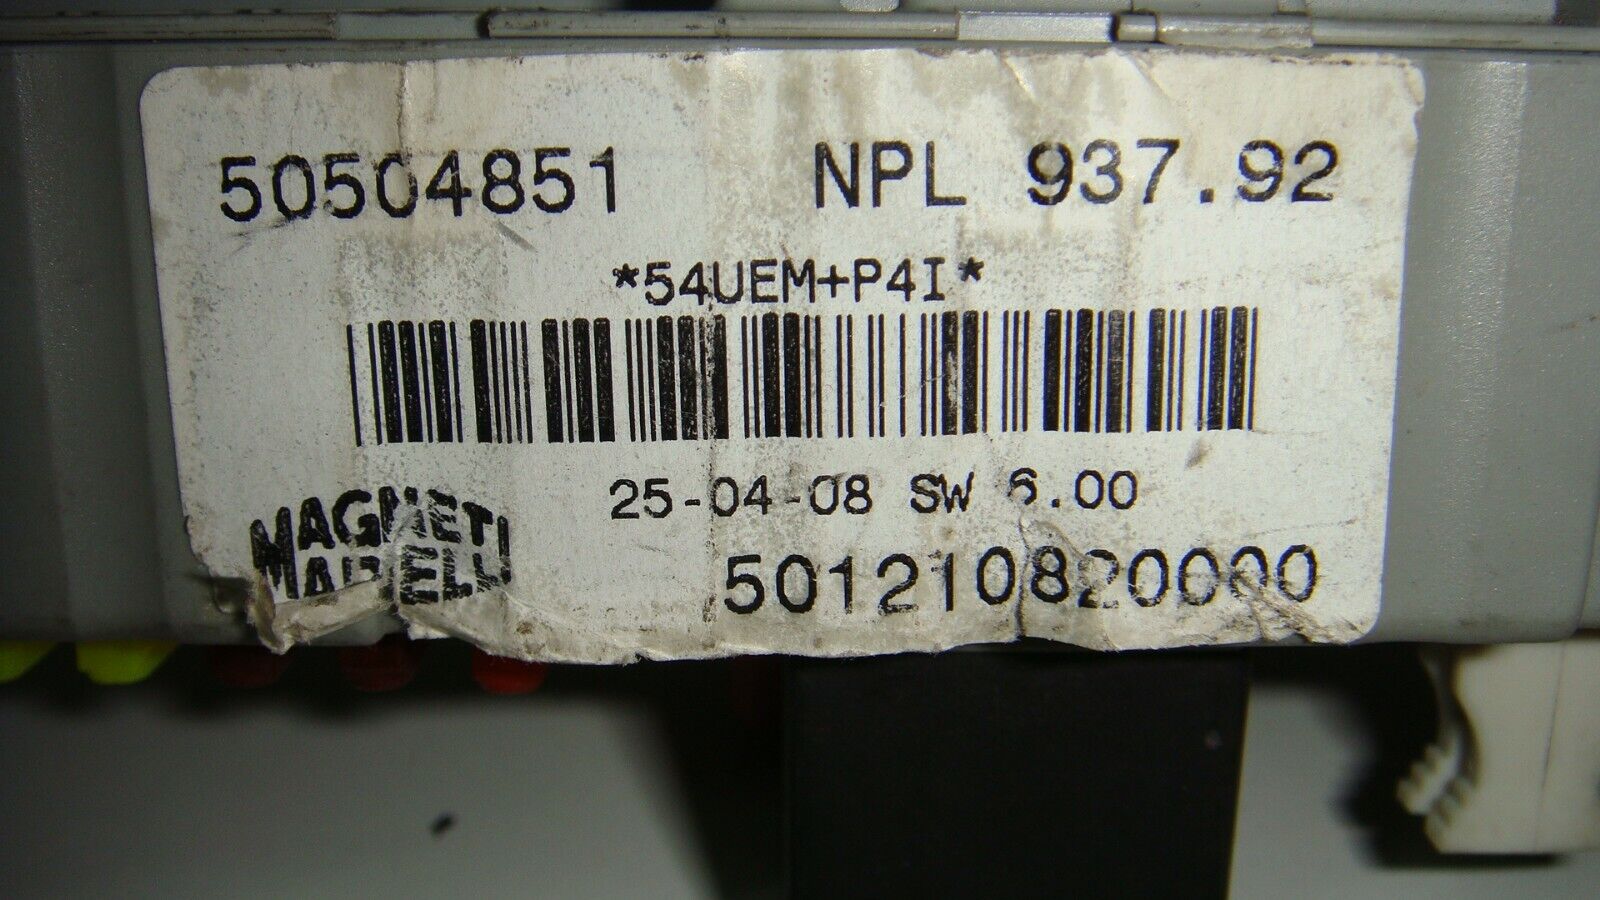 50504851 NPL 937.92
*54UEM+P4I*
25-04-08 SW 6.00
MAGNETI
MARELLI
501210820000